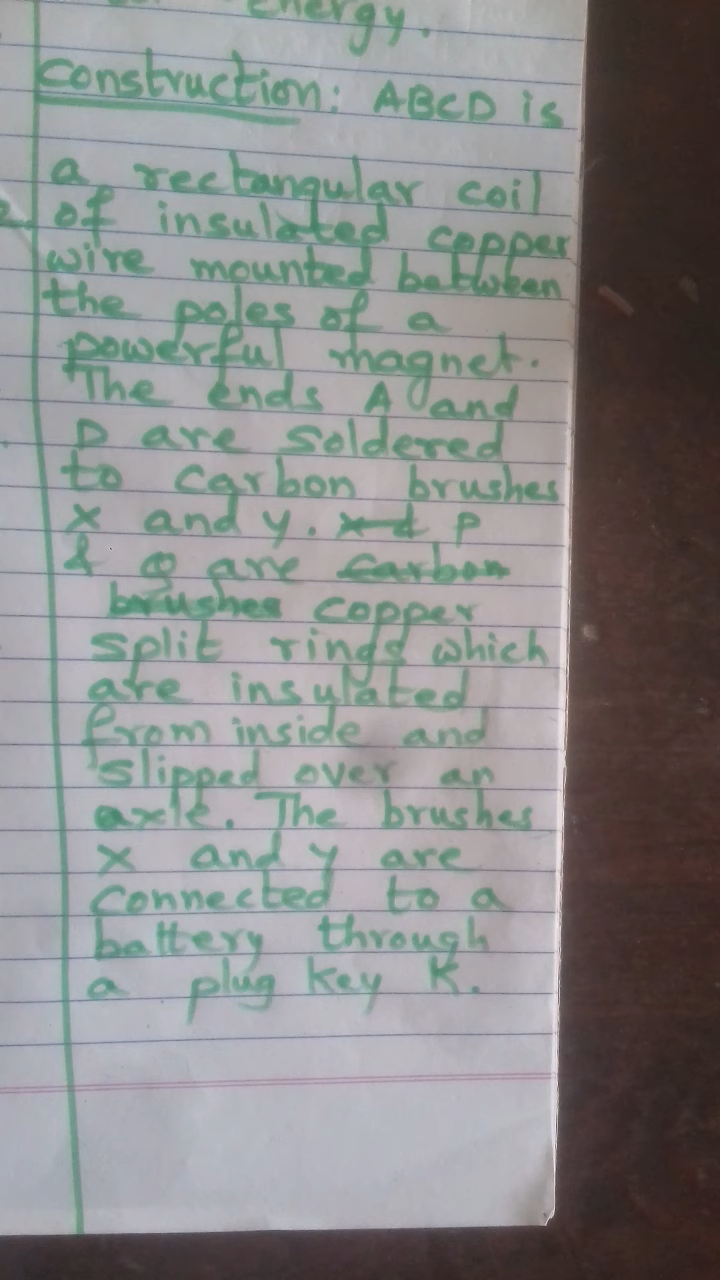 energy.
construction: ABCD is
a rectangular coil
of insulated copper
wire mounted between
the poles of a
powerful magnet.
The ends A and
D are soldered
to carbon brushes
X and Y. P
& Q are carbon
brushes copper
split rings which
are insulated
from inside and
slipped over an
axle. The brushes
X and Y are
connected to a
battery through
a plug key K.